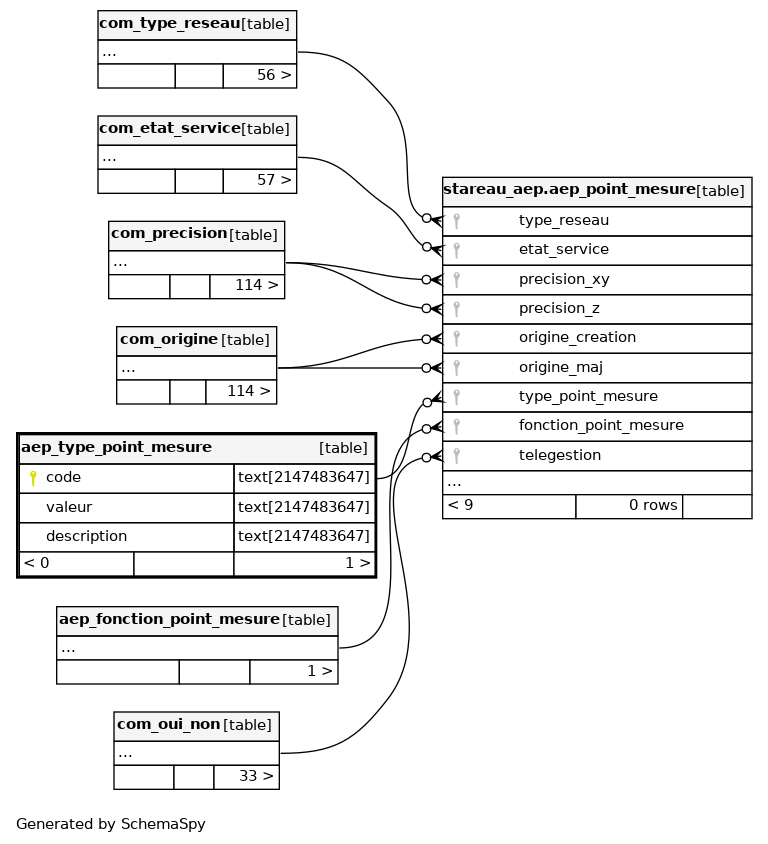 com_type_reseau [table]
...
56 >
com_etat_service [table]
...
57 >
com_precision [table]
...
114 >
com_origine [table]
...
114 >
aep_type_point_mesure [table]
code text[2147483647]
valeur text[2147483647]
description text[2147483647]
< 0 1 >
aep_fonction_point_mesure [table]
...
1 >
com_oui_non [table]
...
33 >
stareau_aep.aep_point_mesure [table]
type_reseau
etat_service
precision_xy
precision_z
origine_creation
origine_maj
type_point_mesure
fonction_point_mesure
telegestion
...
< 9 0 rows
Generated by SchemaSpy